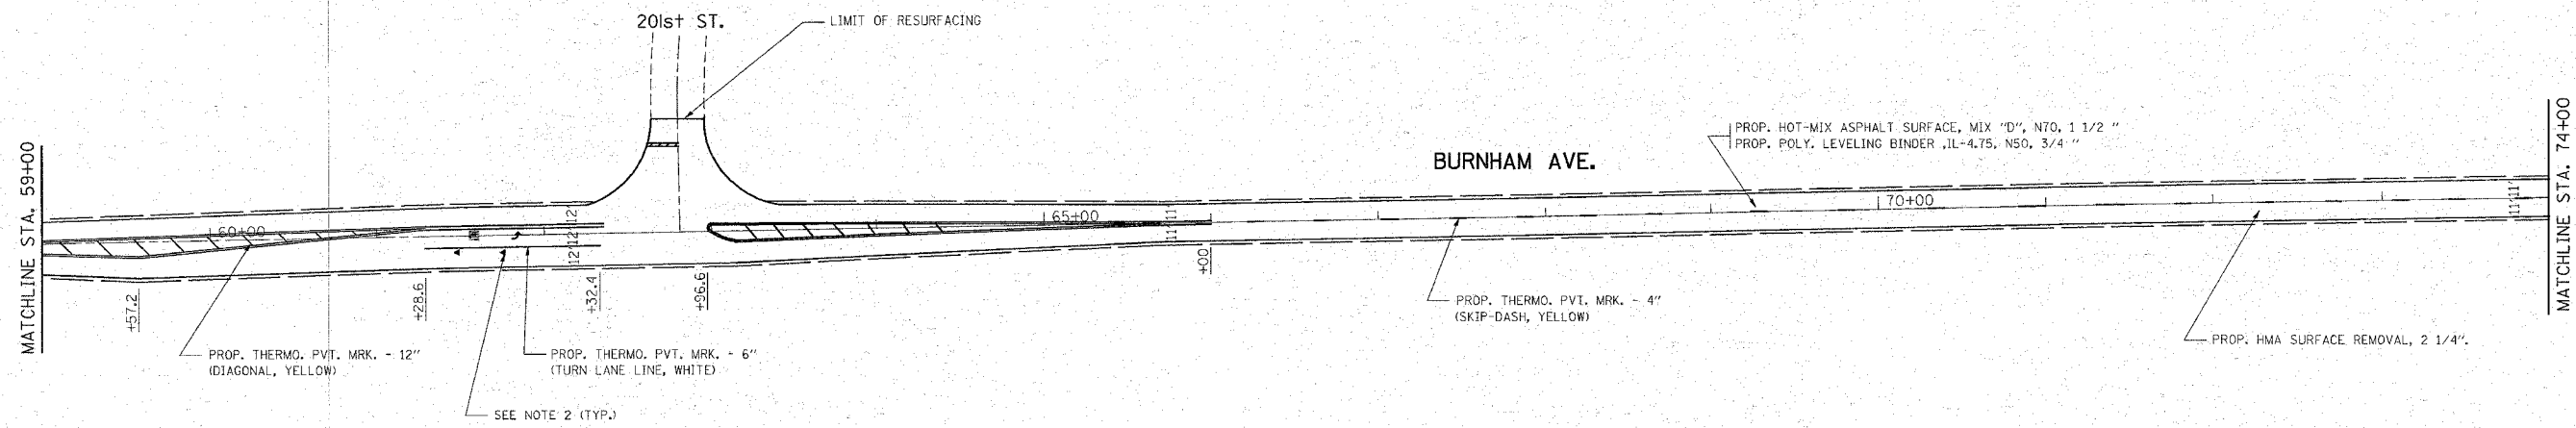 201st ST.
LIMIT OF RESURFACING
MATCHLINE STA. 59+00
BURNHAM AVE.
PROP. HOT-MIX ASPHALT SURFACE, MIX "D", N70, 1 1/2 "
PROP. POLY. LEVELING BINDER ,IL-4.75, N50, 3/4 "
MATCHLINE STA. 74+00
60+00
12'
12'
12'
12'
65+00
11'
11'
70+00
11'
11'
+57.2
+28.6
+32.4
+96.6
+00
PROP. THERMO. PVT. MRK. - 12"
(DIAGONAL, YELLOW)
PROP. THERMO. PVT. MRK. - 6"
(TURN LANE LINE, WHITE)
SEE NOTE 2 (TYP.)
PROP. THERMO. PVT. MRK. - 4"
(SKIP-DASH, YELLOW)
PROP. HMA SURFACE REMOVAL, 2 1/4".